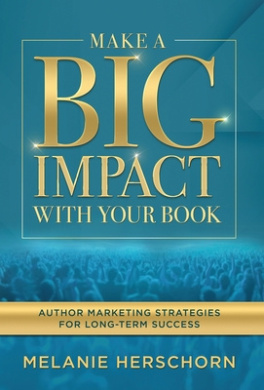 MAKE A
BIG
IMPACT
WITH YOUR BOOK
AUTHOR MARKETING STRATEGIES
FOR LONG-TERM SUCCESS
MELANIE HERSCHORN